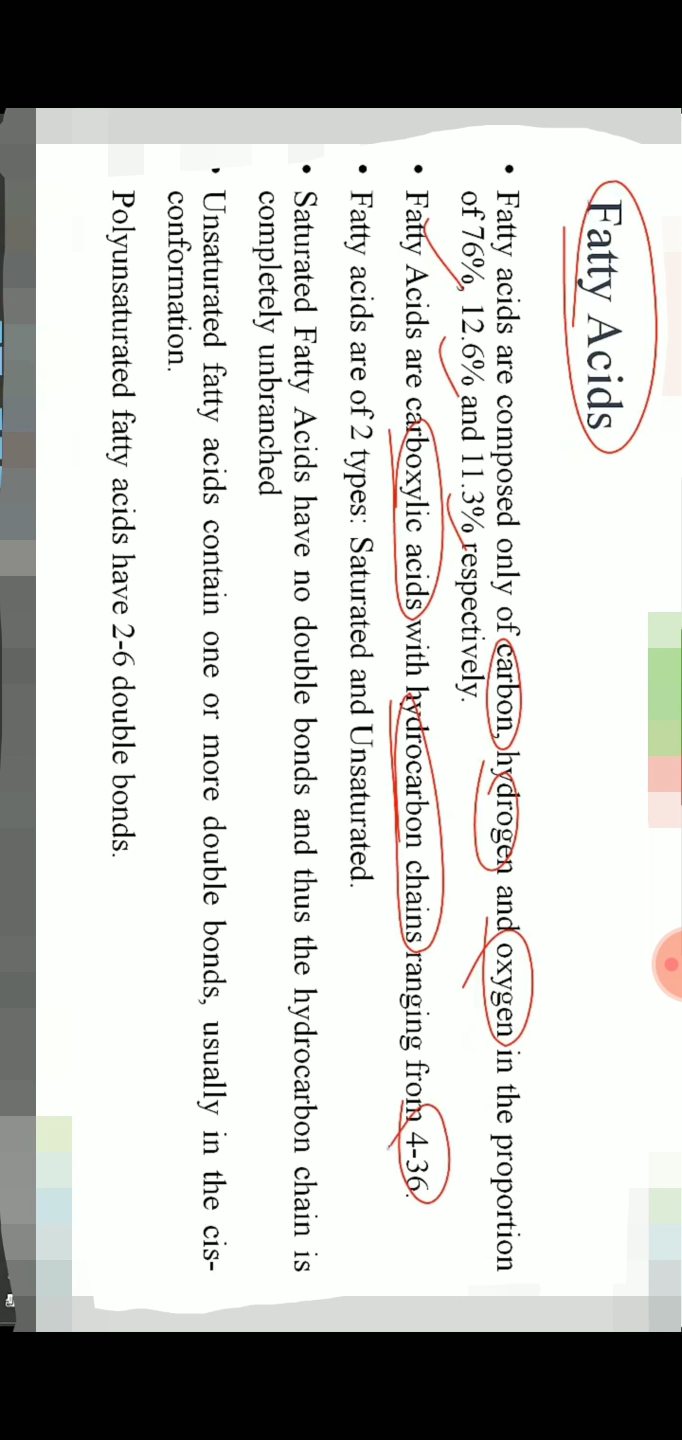 Fatty Acids
• Fatty acids are composed only of carbon, hydrogen and oxygen in the proportion
of 76%, 12.6% and 11.3% respectively.
• Fatty Acids are carboxylic acids with hydrocarbon chains ranging from 4-36.
• Fatty acids are of 2 types: Saturated and Unsaturated.
• Saturated Fatty Acids have no double bonds and thus the hydrocarbon chain is
completely unbranched
• Unsaturated fatty acids contain one or more double bonds, usually in the cis-
conformation.
Polyunsaturated fatty acids have 2-6 double bonds.